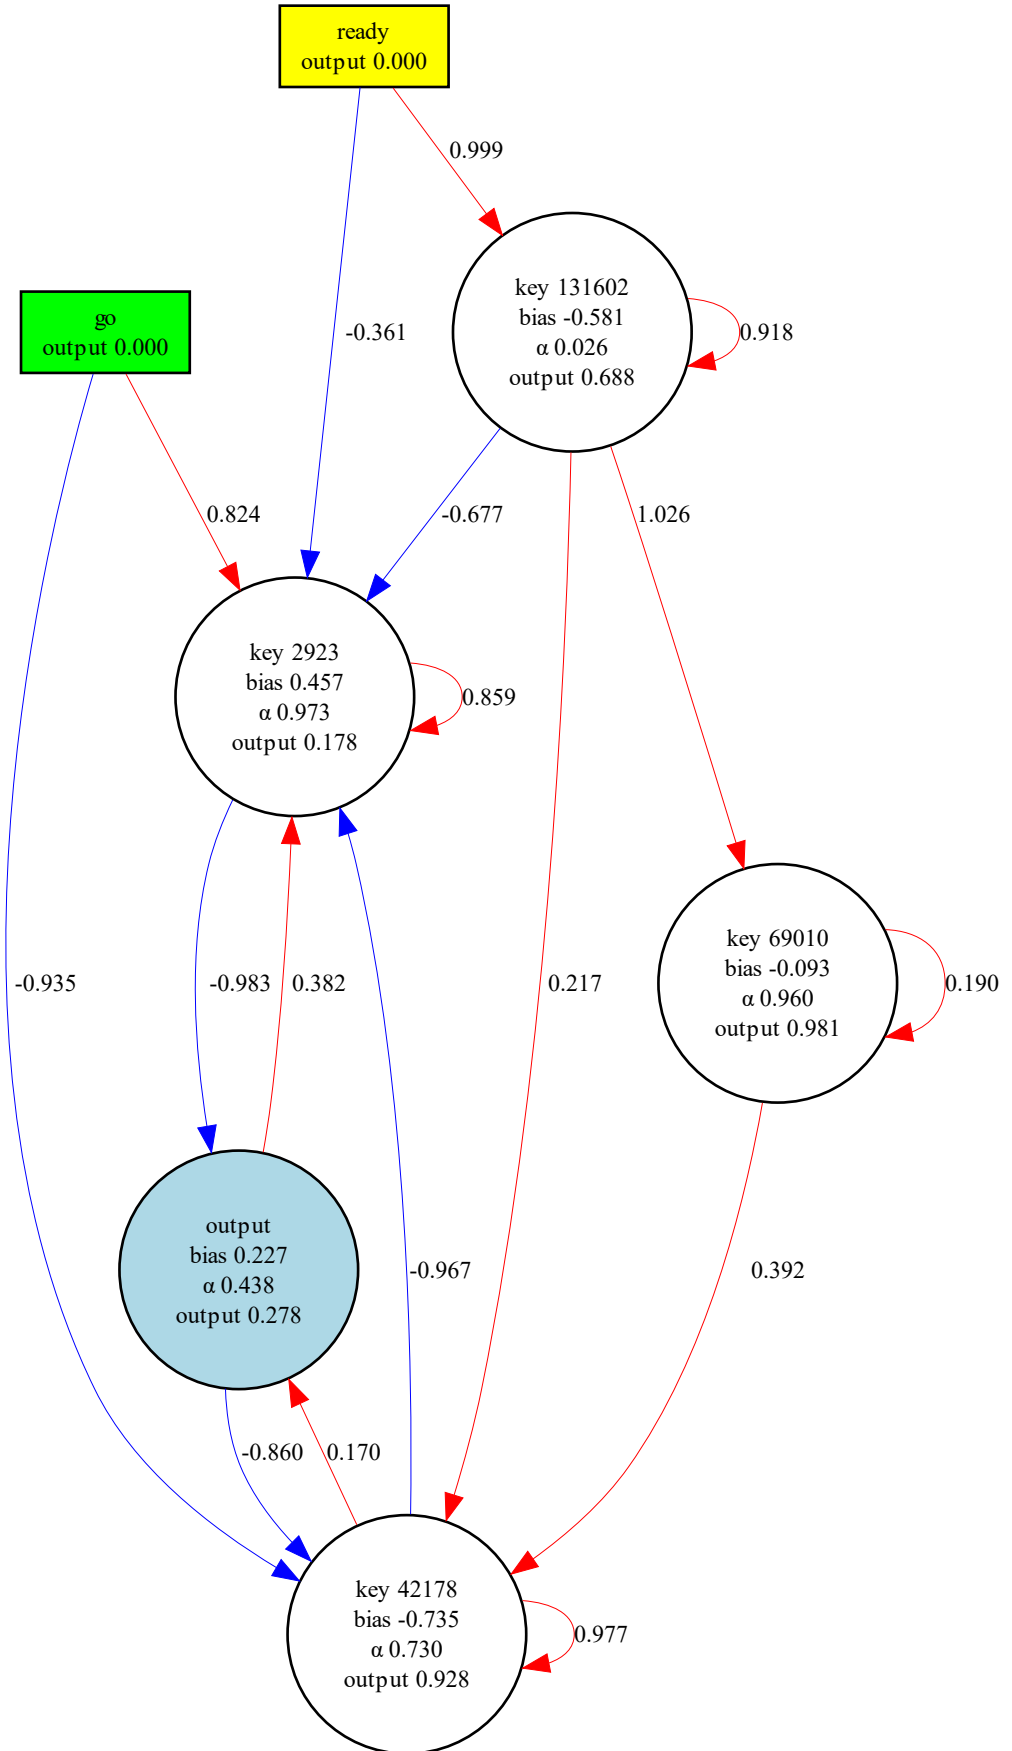 ready
output 0.000
0.999
key 131602
bias -0.581
α 0.026
output 0.688
0.918
go
output 0.000
-0.361
0.824
-0.677
1.026
key 2923
bias 0.457
α 0.973
output 0.178
0.859
key 69010
bias -0.093
α 0.960
output 0.981
0.190
-0.935
-0.983
0.382
0.217
output
bias 0.227
α 0.438
output 0.278
-0.967
0.392
-0.860
0.170
key 42178
bias -0.735
α 0.730
output 0.928
0.977